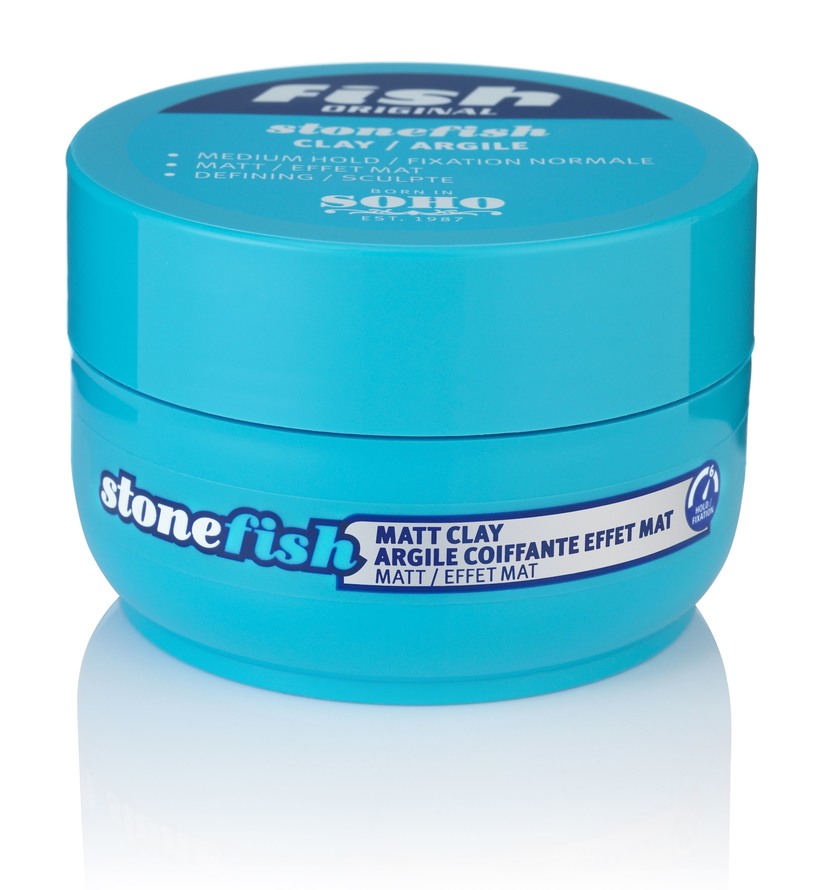 fish
ORIGINAL
stonefish
CLAY / ARGILE
• MEDIUM HOLD / FIXATION NORMALE
• MATT / EFFET MAT
• DEFINING / SCULPTE
BORN IN
SOHO
EST. 1987
stonefish
MATT CLAY
ARGILE COIFFANTE EFFET MAT
MATT / EFFET MAT
6
HOLD /
FIXATION